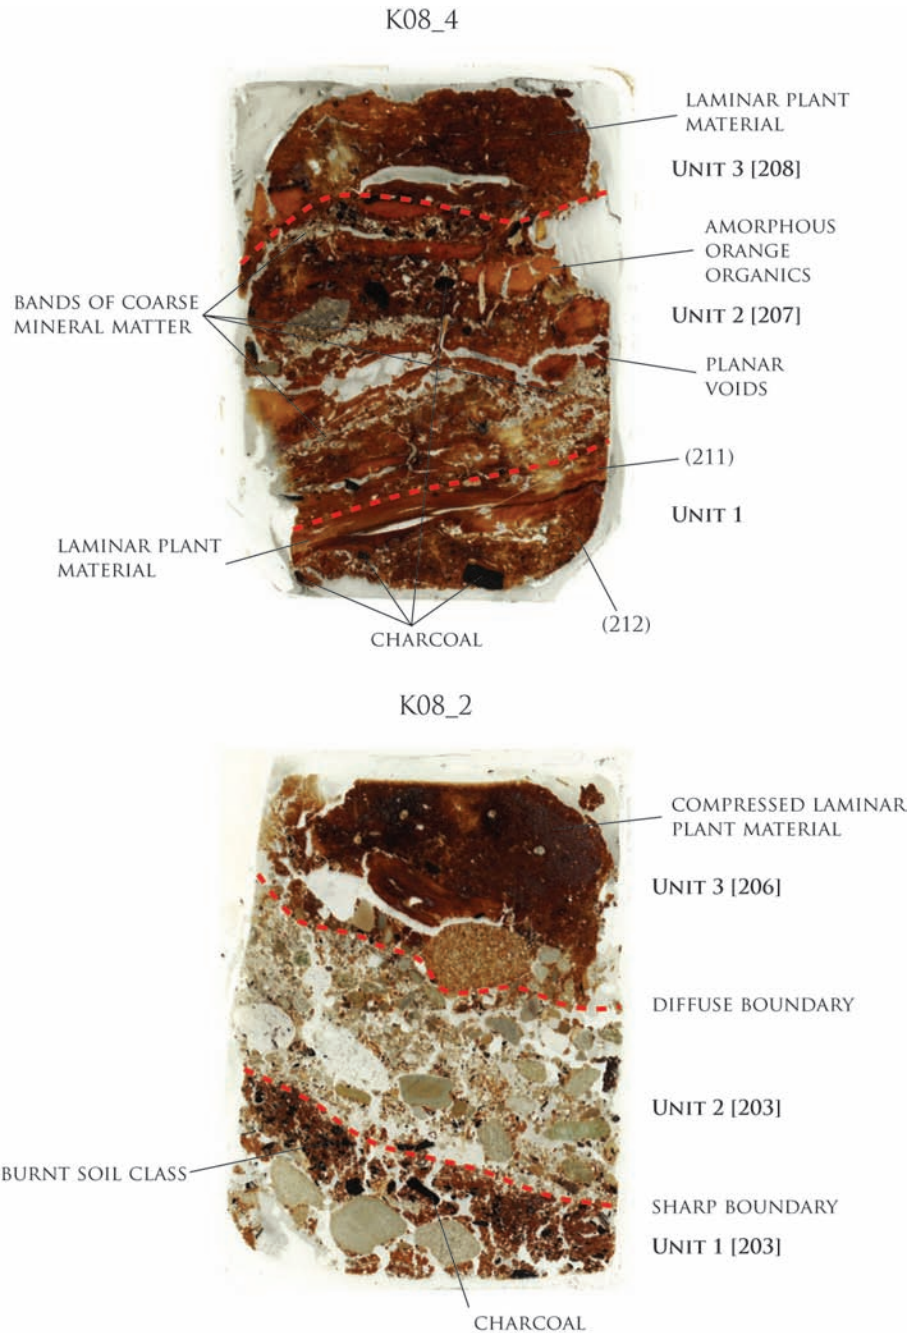 K08_4
LAMINAR PLANT
MATERIAL
UNIT 3 [208]
AMORPHOUS
ORANGE
ORGANICS
BANDS OF COARSE
MINERAL MATTER
UNIT 2 [207]
PLANAR
VOIDS
(211)
UNIT 1
LAMINAR PLANT
MATERIAL
(212)
CHARCOAL
K08_2
COMPRESSED LAMINAR
PLANT MATERIAL
UNIT 3 [206]
DIFFUSE BOUNDARY
UNIT 2 [203]
BURNT SOIL CLASS
SHARP BOUNDARY
UNIT 1 [203]
CHARCOAL